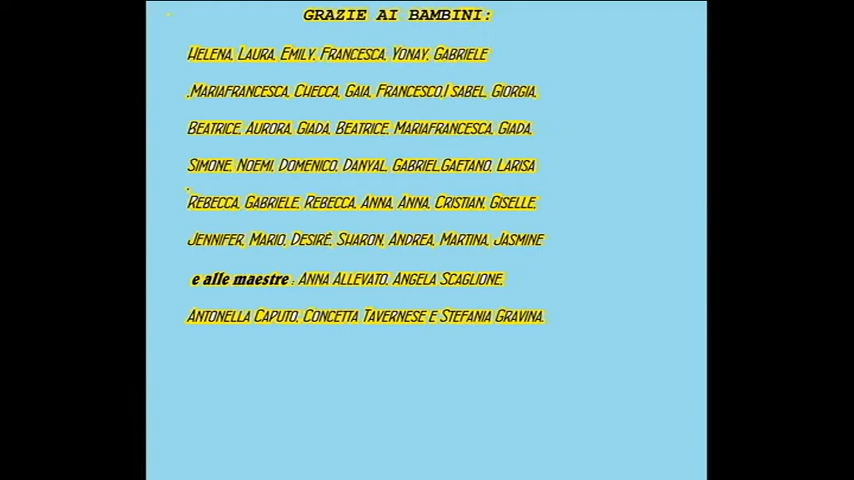 GRAZIE AI BAMBINI:
HELENA, LAURA, EMILY, FRANCESCA, YONAY, GABRIELE
,MARIAFRANCESCA, CHECCA, GAIA, FRANCESCO,I SABEL, GIORGIA,
BEATRICE, AURORA, GIADA, BEATRICE, MARIAFRANCESCA, GIADA,
SIMONE, NOEMI, DOMENICO, DANYAL, GABRIEL,GAETANO, LARISA
,
REBECCA, GABRIELE, REBECCA, ANNA, ANNA, CRISTIAN, GISELLE,
JENNIFER, MARIO, DESIRÈ, SHARON, ANDREA, MARTINA, JASMINE
e alle maestre : ANNA ALLEVATO, ANGELA SCAGLIONE,
ANTONELLA CAPUTO, CONCETTA TAVERNESE E STEFANIA GRAVINA.